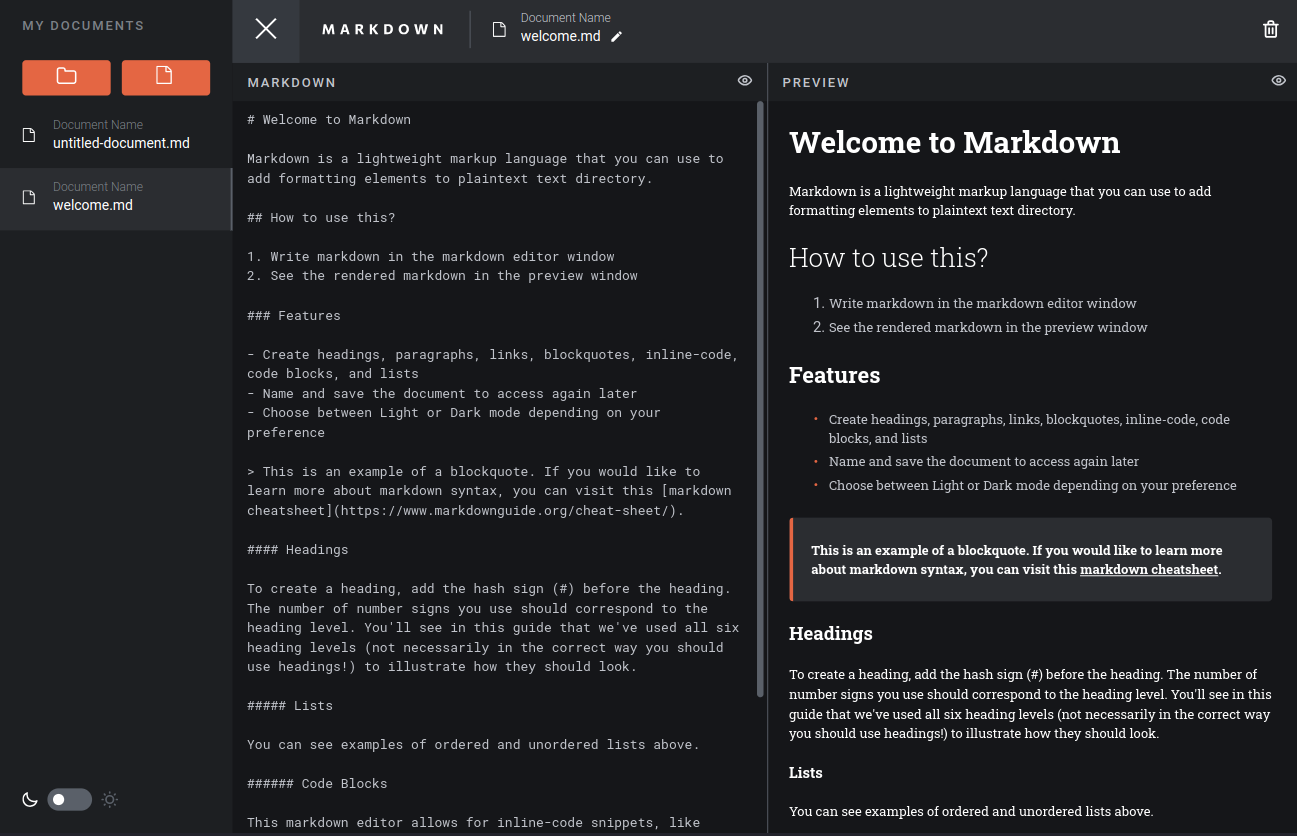 MY DOCUMENTS
Document Name
untitled-document.md
Document Name
welcome.md
MARKDOWN
Document Name
welcome.md
MARKDOWN
# Welcome to Markdown
Markdown is a lightweight markup language that you can use to
add formatting elements to plaintext text directory.
## How to use this?
1. Write markdown in the markdown editor window
2. See the rendered markdown in the preview window
### Features
- Create headings, paragraphs, links, blockquotes, inline-code,
code blocks, and lists
- Name and save the document to access again later
- Choose between Light or Dark mode depending on your
preference
> This is an example of a blockquote. If you would like to
learn more about markdown syntax, you can visit this [markdown
cheatsheet](https://www.markdownguide.org/cheat-sheet/).
#### Headings
To create a heading, add the hash sign (#) before the heading.
The number of number signs you use should correspond to the
heading level. You'll see in this guide that we've used all six
heading levels (not necessarily in the correct way you should
use headings!) to illustrate how they should look.
##### Lists
You can see examples of ordered and unordered lists above.
###### Code Blocks
This markdown editor allows for inline-code snippets, like
PREVIEW
Welcome to Markdown
Markdown is a lightweight markup language that you can use to add
formatting elements to plaintext text directory.
How to use this?
1. Write markdown in the markdown editor window
2. See the rendered markdown in the preview window
Features
• Create headings, paragraphs, links, blockquotes, inline-code, code
blocks, and lists
• Name and save the document to access again later
• Choose between Light or Dark mode depending on your preference
This is an example of a blockquote. If you would like to learn more
about markdown syntax, you can visit this markdown cheatsheet.
Headings
To create a heading, add the hash sign (#) before the heading. The number of
number signs you use should correspond to the heading level. You'll see in this
guide that we've used all six heading levels (not necessarily in the correct way
you should use headings!) to illustrate how they should look.
Lists
You can see examples of ordered and unordered lists above.